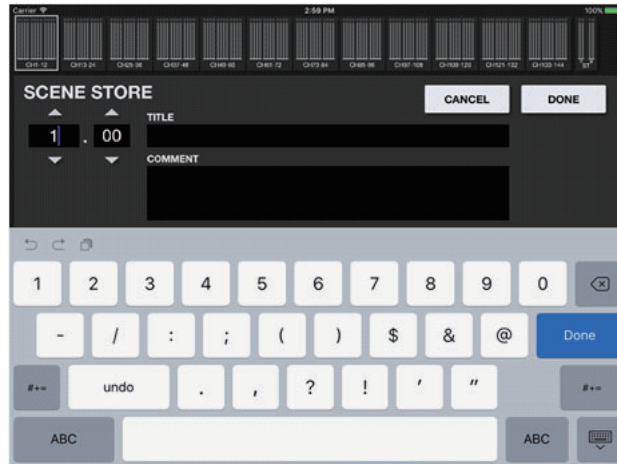 Carrier 2:59 PM 100%
CH1-12 CH13-24 CH25-36 CH37-48 CH49-60 CH61-72 CH73-84 CH85-96 CH97-108 CH109-120 CH121-132 CH133-144 ST
SCENE STORE CANCEL DONE
TITLE
1 . 00
COMMENT
1 2 3 4 5 6 7 8 9 0
- / : ; ( ) $ & @ Done
#+= undo . , ? ! ' " #+=
ABC ABC